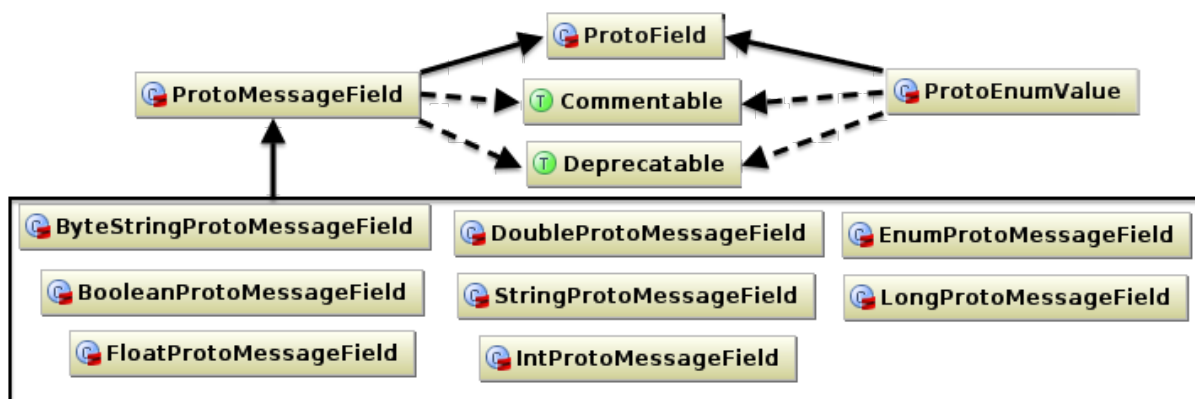 ProtoField
ProtoMessageField
ProtoEnumValue
Commentable
Deprecatable
ByteStringProtoMessageField
DoubleProtoMessageField
EnumProtoMessageField
BooleanProtoMessageField
StringProtoMessageField
LongProtoMessageField
FloatProtoMessageField
IntProtoMessageField